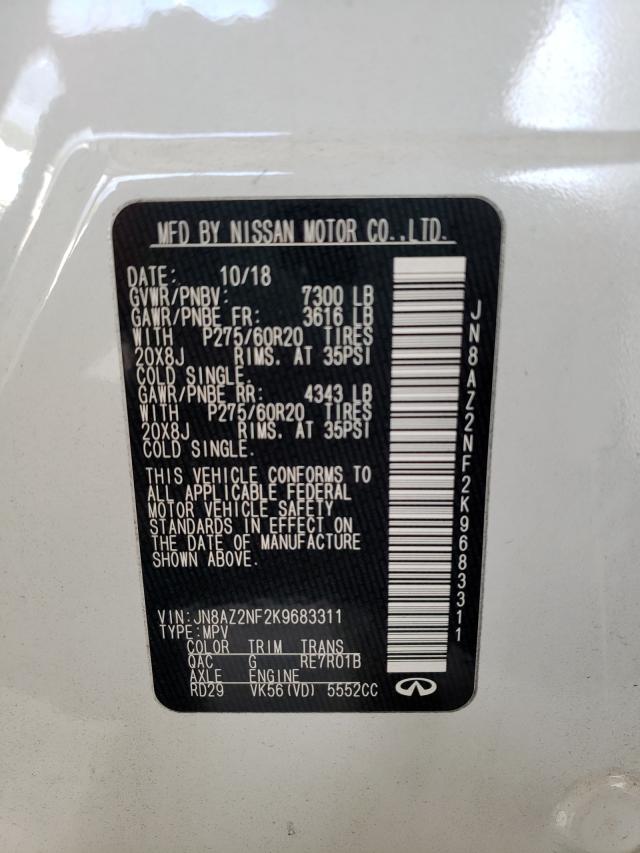 MFD BY NISSAN MOTOR CO.,LTD.
DATE: 10/18
GVWR/PNBV: 7300 LB
GAWR/PNBE FR: 3616 LB
WITH P275/60R20 TIRES
20X8J RIMS. AT 35PSI
COLD SINGLE.
GAWR/PNBE RR: 4343 LB
WITH P275/60R20 TIRES
20X8J RIMS. AT 35PSI
COLD SINGLE.
THIS VEHICLE CONFORMS TO
ALL APPLICABLE FEDERAL
MOTOR VEHICLE SAFETY
STANDARDS IN EFFECT ON
THE DATE OF MANUFACTURE
SHOWN ABOVE.
VIN:JN8AZ2NF2K9683311
TYPE:MPV
COLOR TRIM TRANS
QAC G RE7R01B
AXLE ENGINE
RD29 VK56(VD) 5552CC
JN8AZ2NF2K9683311